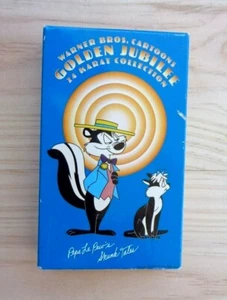 WARNER BROS. CARTOONS
GOLDEN JUBILEE
24 KARAT COLLECTION
Pepe Le Pew's Skunk Tales